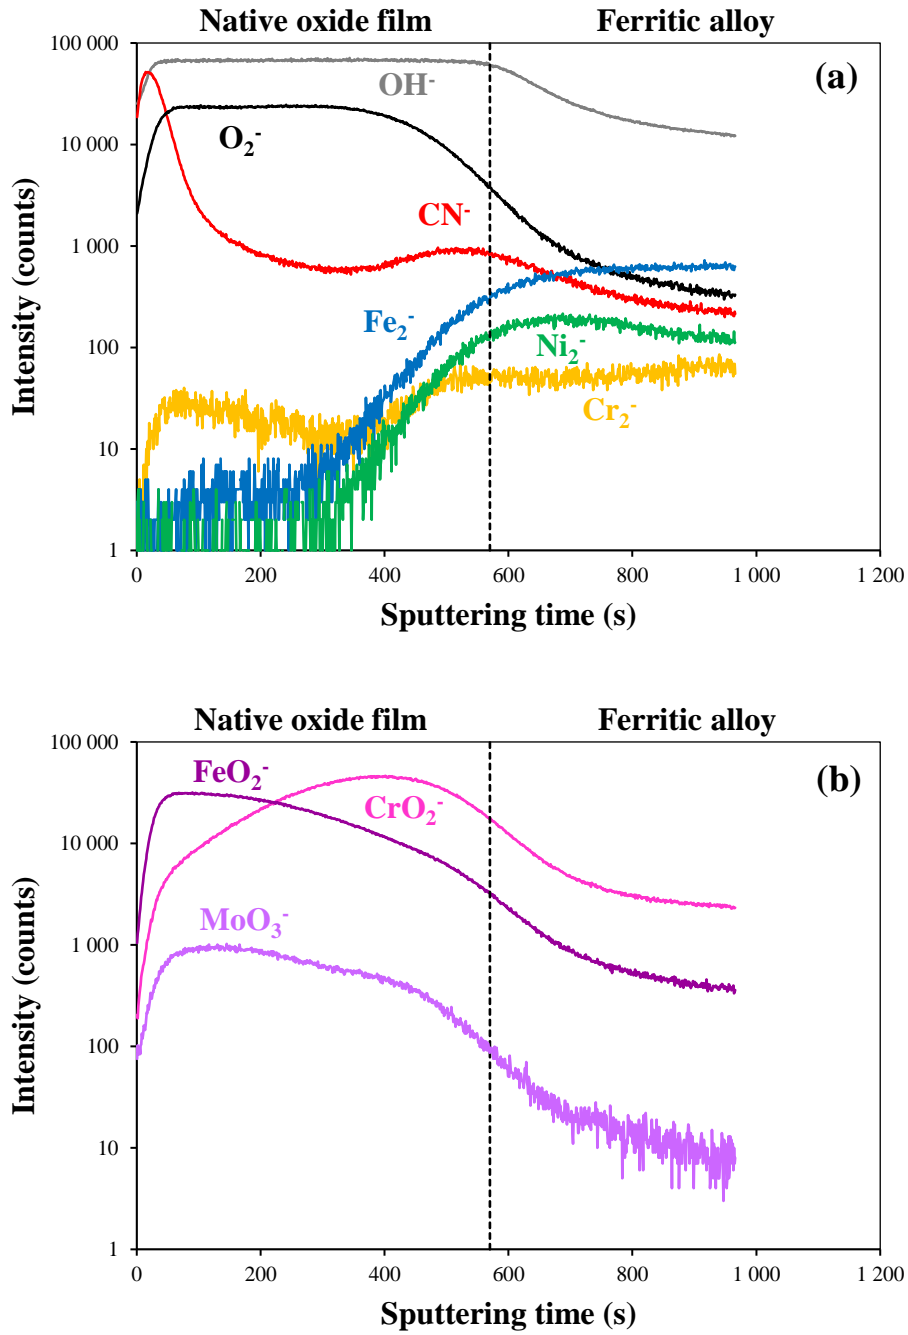 Native oxide film Ferritic alloy
100 000
(a)
OH-
10 000
O2-
CN-
1 000
Fe2-
Ni2-
100
Cr2-
10
1
Intensity (counts)
0 200 400 600 800 1 000 1 200
Sputtering time (s)
Native oxide film Ferritic alloy
100 000
FeO2-
(b)
CrO2-
10 000
MoO3-
1 000
100
10
1
Intensity (counts)
0 200 400 600 800 1 000 1 200
Sputtering time (s)